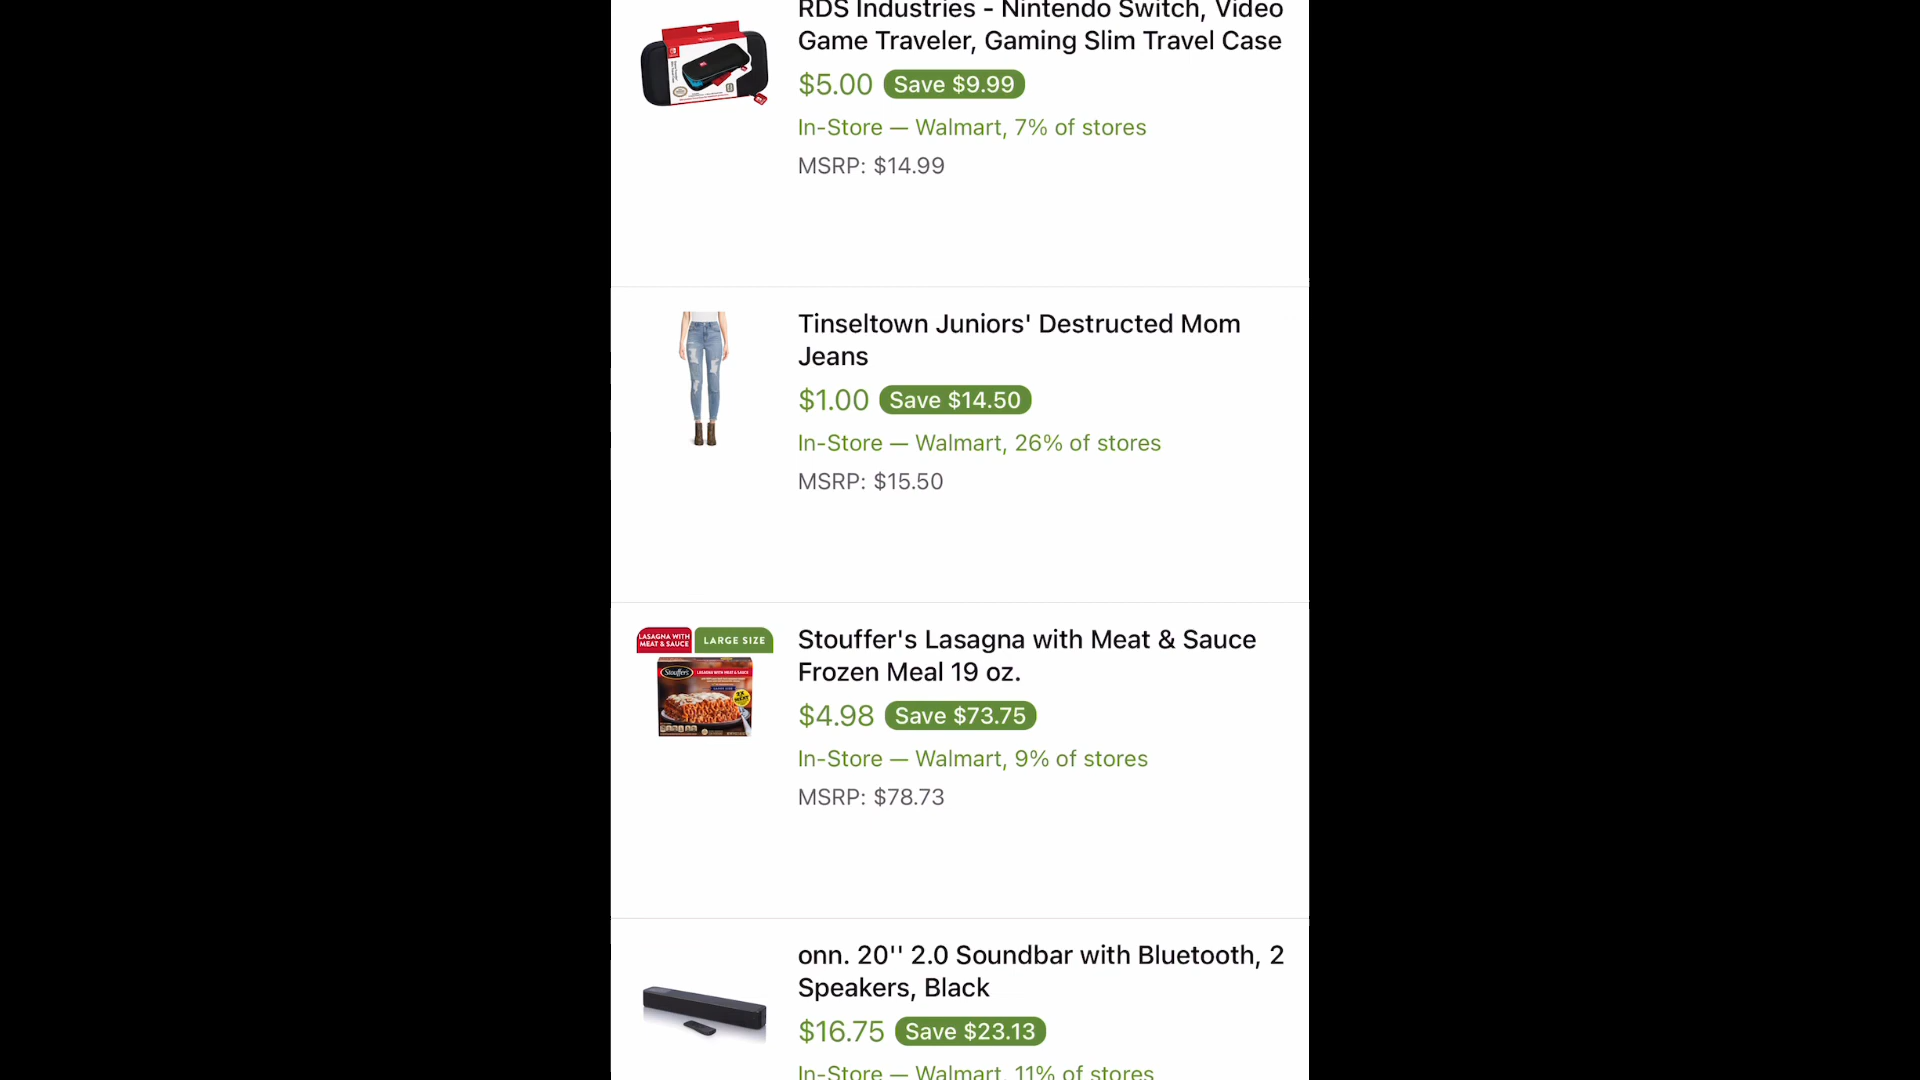 RDS Industries - Nintendo Switch, Video
Game Traveler, Gaming Slim Travel Case
$5.00 Save $9.99
In-Store — Walmart, 7% of stores
MSRP: $14.99
Tinseltown Juniors' Destructed Mom
Jeans
$1.00 Save $14.50
In-Store — Walmart, 26% of stores
MSRP: $15.50
LASAGNA WITH
MEAT & SAUCE
LARGE SIZE
Stouffer's
Stouffer's Lasagna with Meat & Sauce
Frozen Meal 19 oz.
$4.98 Save $73.75
In-Store — Walmart, 9% of stores
MSRP: $78.73
onn. 20'' 2.0 Soundbar with Bluetooth, 2
Speakers, Black
$16.75 Save $23.13
In-Store — Walmart, 11% of stores